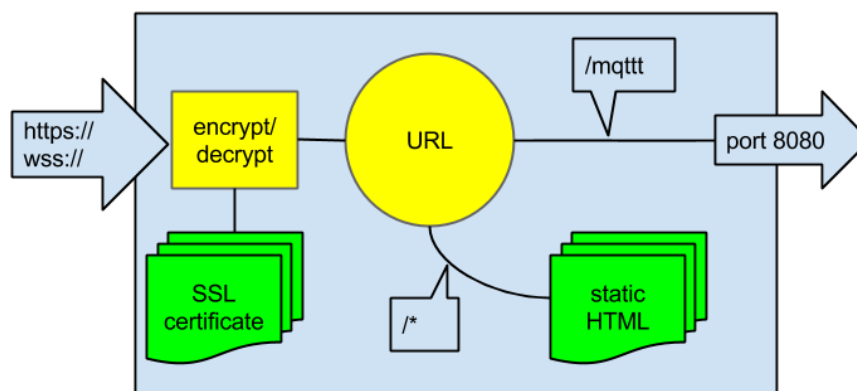 https://
wss://
encrypt/
decrypt
URL
/mqttt
port 8080
SSL
certificate
/*
static
HTML